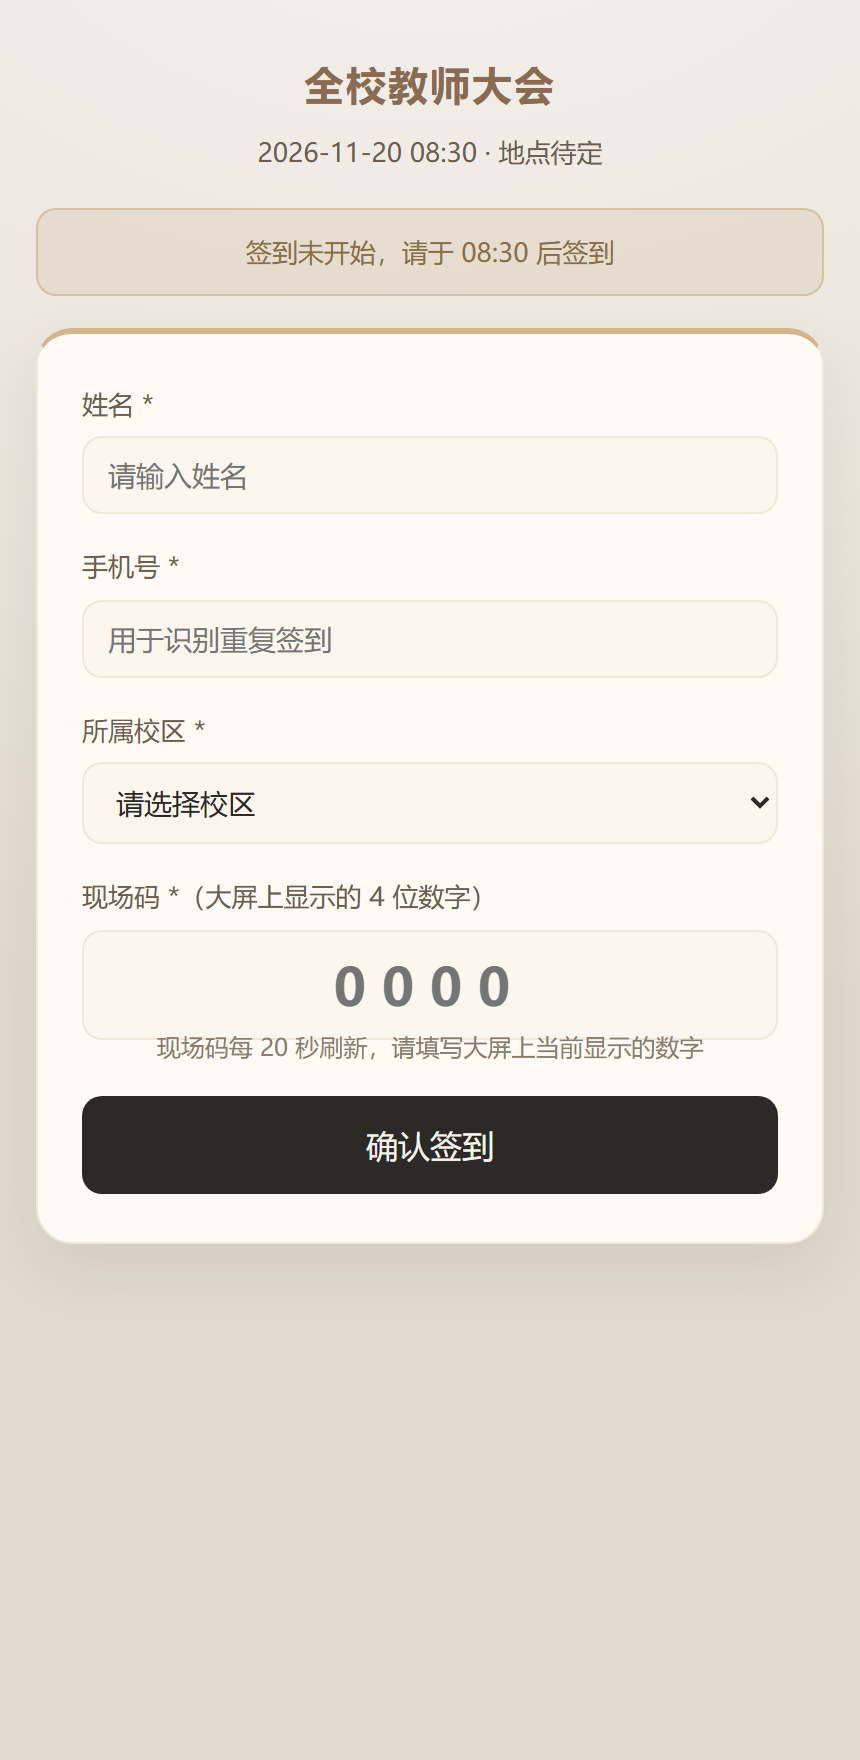 全校教师大会
2026-11-20 08:30 · 地点待定
签到未开始，请于 08:30 后签到
姓名 *
请输入姓名
手机号 *
用于识别重复签到
所属校区 *
请选择校区
现场码 *（大屏上显示的 4 位数字）
0000
现场码每 20 秒刷新，请填写大屏上当前显示的数字
确认签到